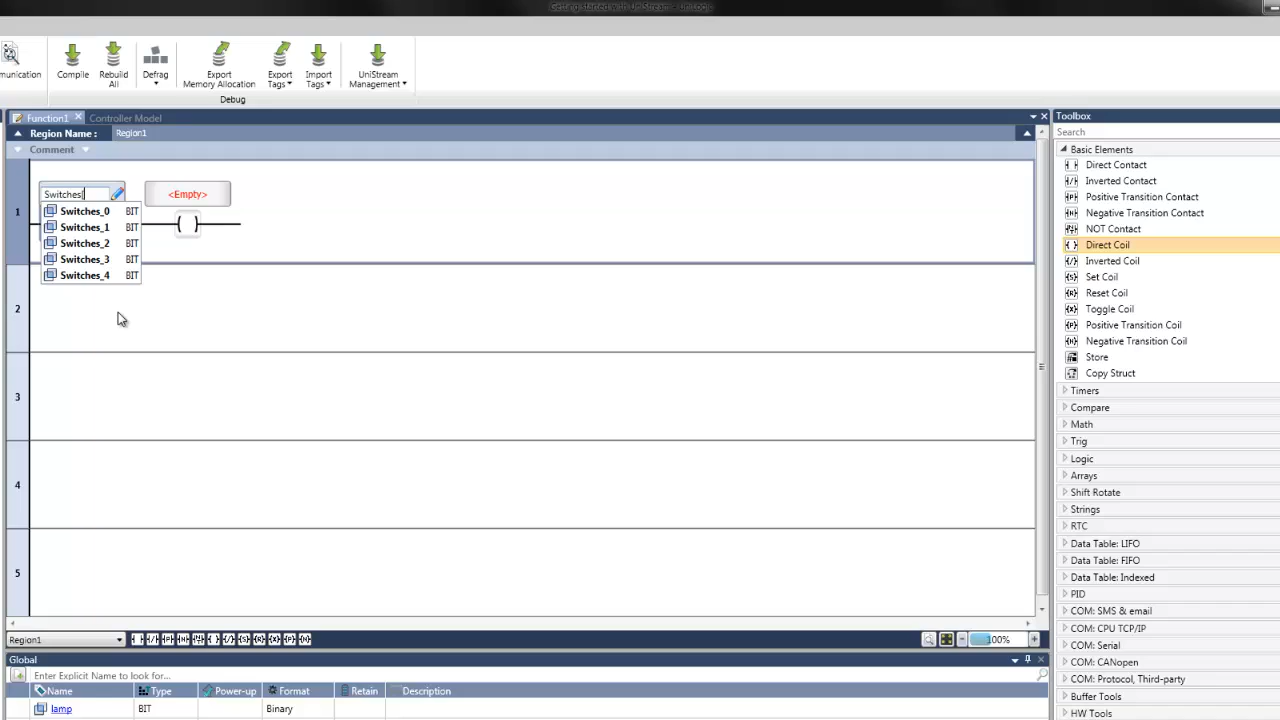 Getting started with UniStream - UniLogic
munication
Compile
Rebuild
All
Defrag
Export
Memory Allocation
Export
Tags
Import
Tags
UniStream
Management
Debug
Function1
Controller Model
Region Name :
Region1
Comment
1
Switches
<Empty>
Switches_0 BIT
Switches_1 BIT
Switches_2 BIT
Switches_3 BIT
Switches_4 BIT
2
3
4
5
Region1
100%
Global
Enter Explicit Name to look for...
Name Type Power-up Format Retain Description
lamp BIT Binary
Toolbox
Search
Basic Elements
Direct Contact
Inverted Contact
Positive Transition Contact
Negative Transition Contact
NOT Contact
Direct Coil
Inverted Coil
Set Coil
Reset Coil
Toggle Coil
Positive Transition Coil
Negative Transition Coil
Store
Copy Struct
Timers
Compare
Math
Trig
Logic
Arrays
Shift Rotate
Strings
RTC
Data Table: LIFO
Data Table: FIFO
Data Table: Indexed
PID
COM: SMS & email
COM: CPU TCP/IP
COM: Serial
COM: CANopen
COM: Protocol, Third-party
Buffer Tools
HW Tools